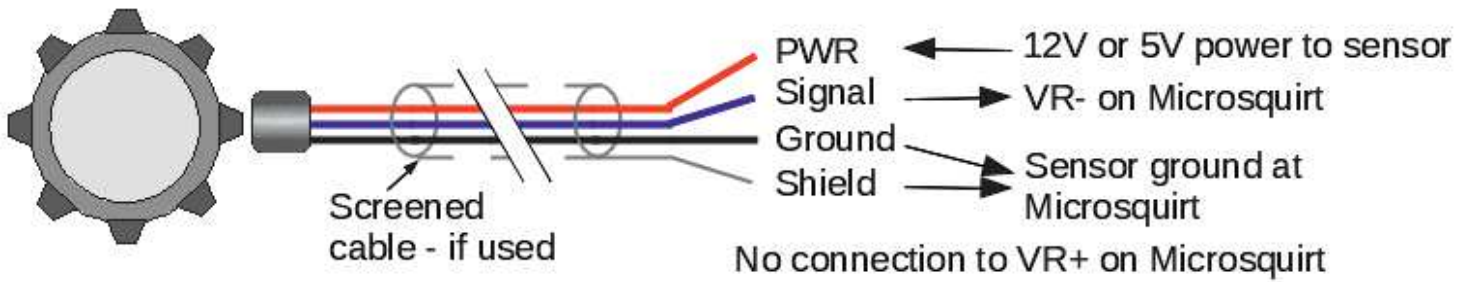 PWR
12V or 5V power to sensor
Signal
VR- on Microsquirt
Ground
Shield
Sensor ground at
Microsquirt
Screened
cable - if used
No connection to VR+ on Microsquirt